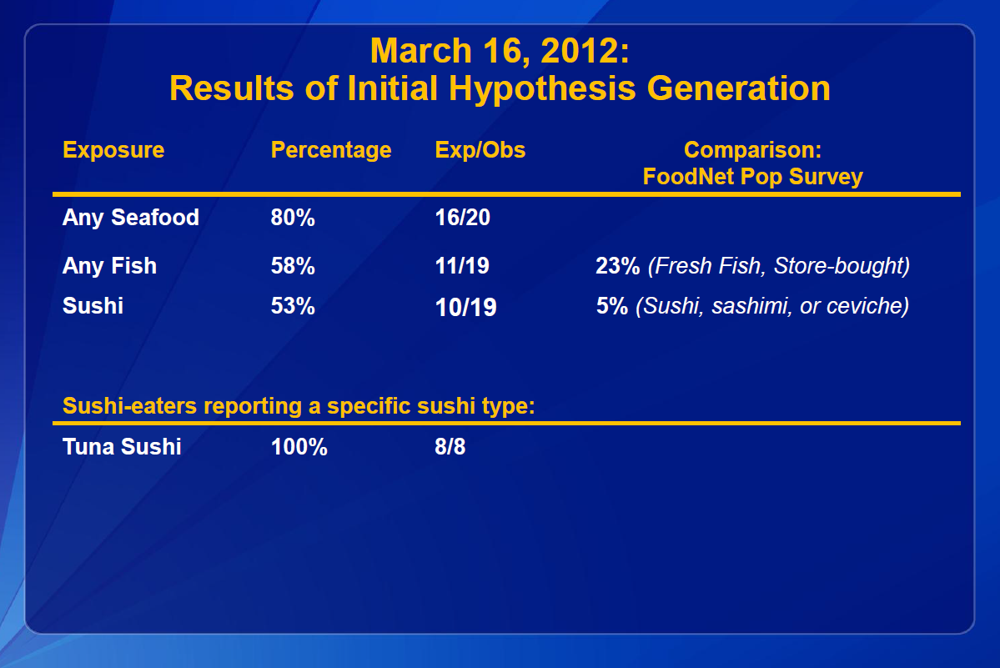 March 16, 2012:
Results of Initial Hypothesis Generation
Exposure Percentage Exp/Obs Comparison:
FoodNet Pop Survey
Any Seafood 80% 16/20
Any Fish 58% 11/19 23% (Fresh Fish, Store-bought)
Sushi 53% 10/19 5% (Sushi, sashimi, or ceviche)
Sushi-eaters reporting a specific sushi type:
Tuna Sushi 100% 8/8